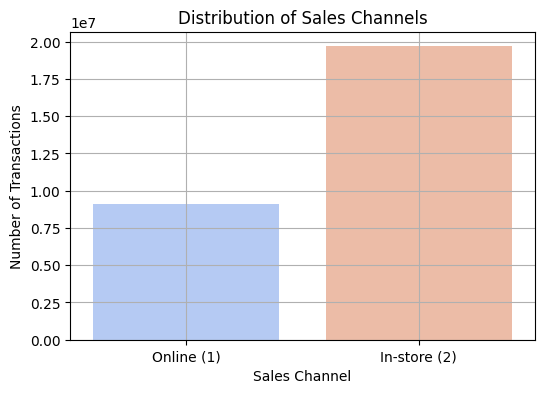 Distribution of Sales Channels
1e7
2.00
1.75
1.50
1.25
1.00
0.75
0.50
0.25
0.00
Number of Transactions
Online (1)
In-store (2)
Sales Channel